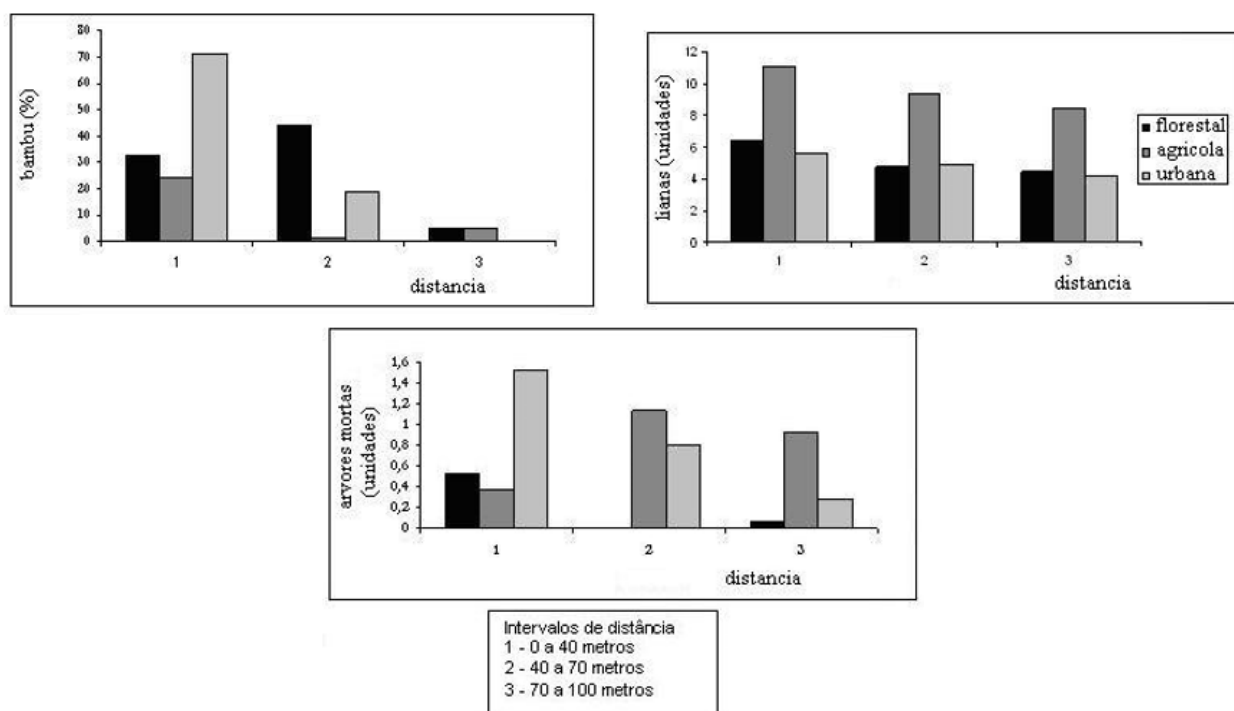 bambu (%)
80
70
60
50
40
30
20
10
0
1 2 3
distancia
lianas (unidades)
12
10
8
6
4
2
0
1 2 3
distancia
florestal
agricola
urbana
arvores mortas
(unidades)
1,6
1,4
1,2
1
0,8
0,6
0,4
0,2
0
1 2 3
distancia
Intervalos de distância
1 - 0 a 40 metros
2 - 40 a 70 metros
3 - 70 a 100 metros